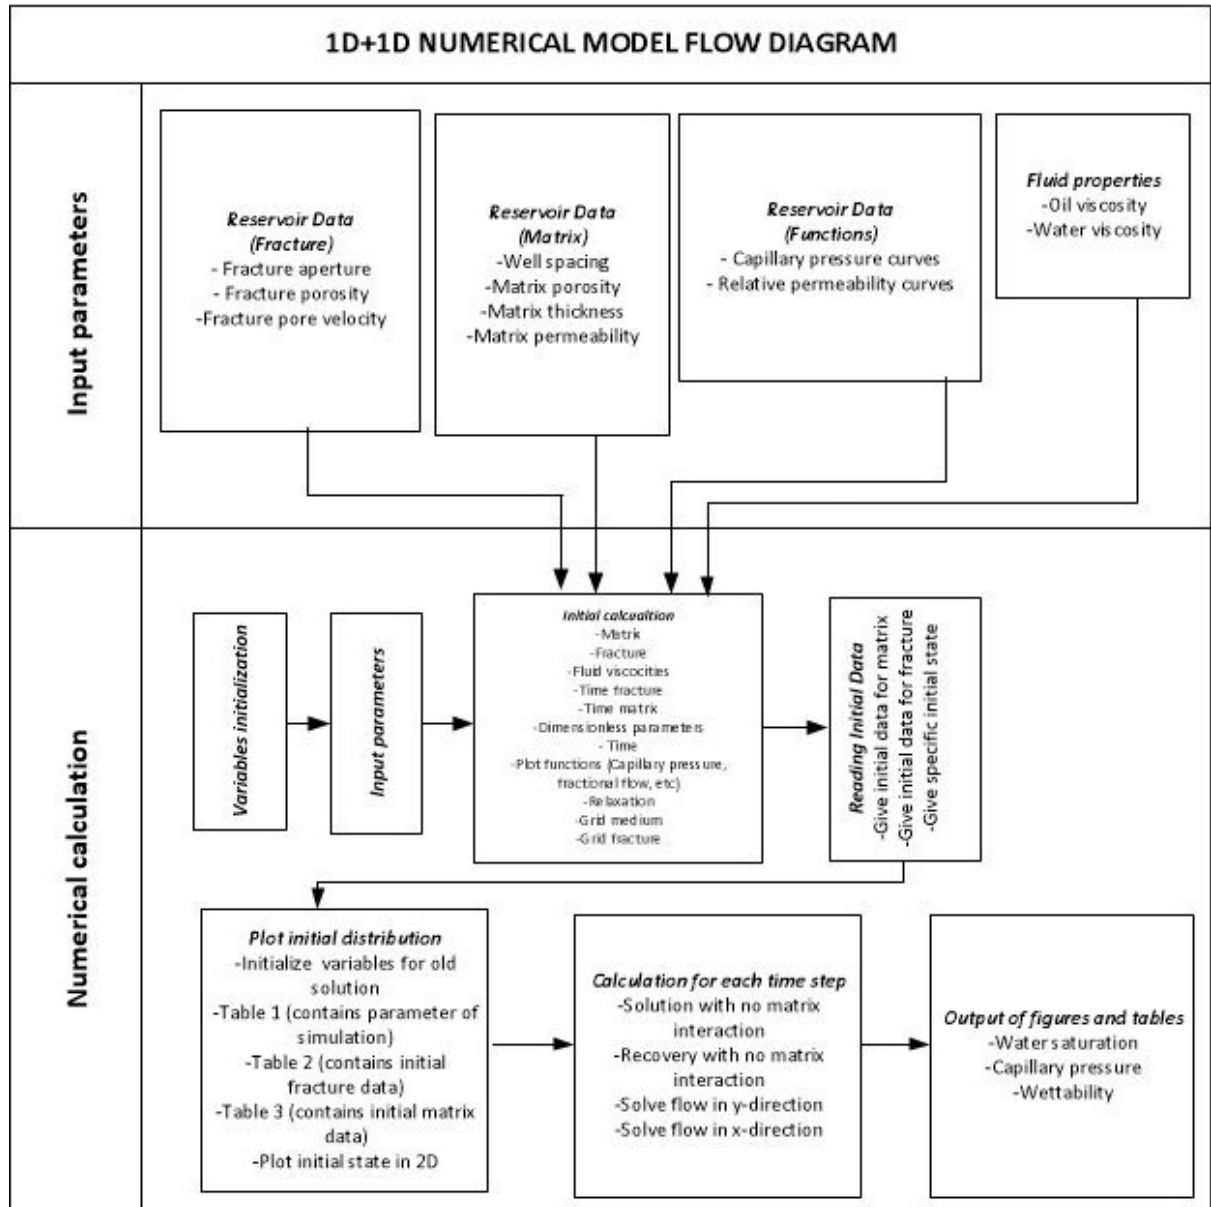 1D+1D NUMERICAL MODEL FLOW DIAGRAM
Input parameters
Reservoir Data
(Fracture)
- Fracture aperture
- Fracture porosity
-Fracture pore velocity
Reservoir Data
(Matrix)
-Well spacing
-Matrix porosity
-Matrix thickness
-Matrix permeability
Reservoir Data
(Functions)
- Capillary pressure curves
- Relative permeability curves
Fluid properties
-Oil viscosity
-Water viscosity
Numerical calculation
Variables initialization
Input parameters
Initial calcualtion
-Matrix
-Fracture
-Fluid viscocities
-Time fracture
-Time matrix
-Dimensionless parameters
- Time
-Plot functions (Capillary pressure,
fractional flow, etc)
-Relaxation
-Grid medium
-Grid fracture
Reading Initial Data
-Give initial data for matrix
-Give initial data for fracture
-Give specific initial state
Plot initial distribution
-Initialize variables for old
solution
-Table 1 (contains parameter of
simulation)
-Table 2 (contains initial
fracture data)
-Table 3 (contains initial matrix
data)
-Plot initial state in 2D
Calculation for each time step
-Solution with no matrix
interaction
-Recovery with no matrix
interaction
-Solve flow in y-direction
-Solve flow in x-direction
Output of figures and tables
-Water saturation
-Capillary pressure
-Wettability